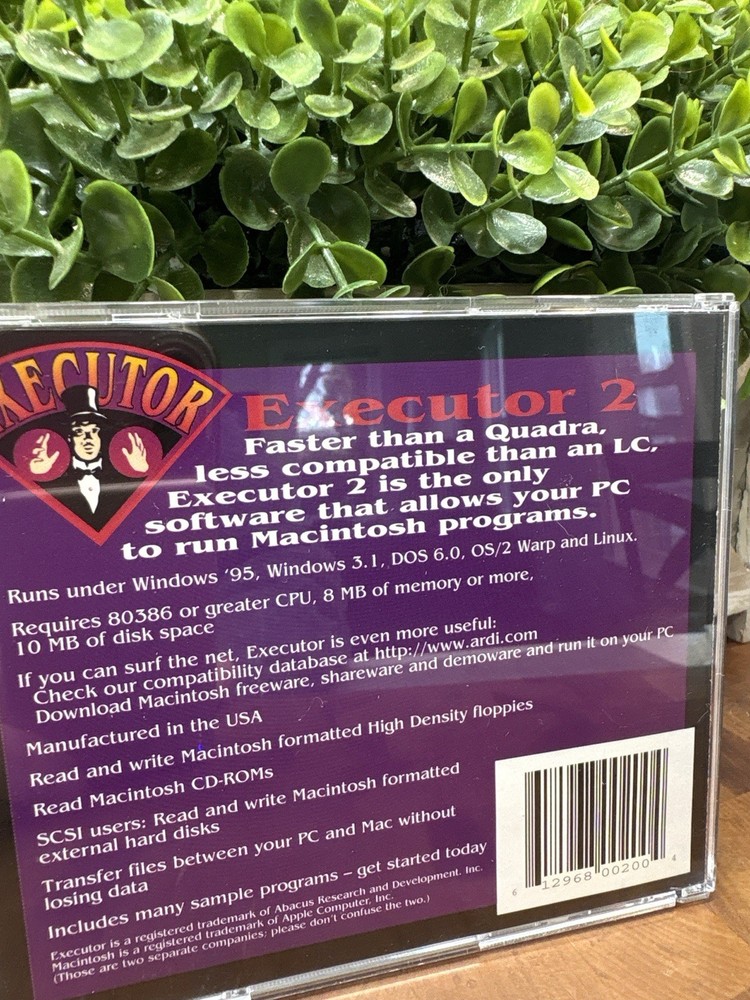 EXECUTOR
Executor 2
Faster than a Quadra,
less compatible than an LC,
Executor 2 is the only
software that allows your PC
to run Macintosh programs.
Runs under Windows '95, Windows 3.1, DOS 6.0, OS/2 Warp and Linux.
Requires 80386 or greater CPU, 8 MB of memory or more,
10 MB of disk space
If you can surf the net, Executor is even more useful:
Check our compatibility database at http://www.ardi.com
Download Macintosh freeware, shareware and demoware and run it on your PC
Manufactured in the USA
Read and write Macintosh formatted High Density floppies
Read Macintosh CD-ROMs
SCSI users: Read and write Macintosh formatted
external hard disks
Transfer files between your PC and Mac without
losing data
Includes many sample programs – get started today
Executor is a registered trademark of Abacus Research and Development. Inc.
Macintosh is a registered trademark of Apple Computer, Inc.
(Those are two separate companies: please don't confuse the two.)
6 12968 00200 4